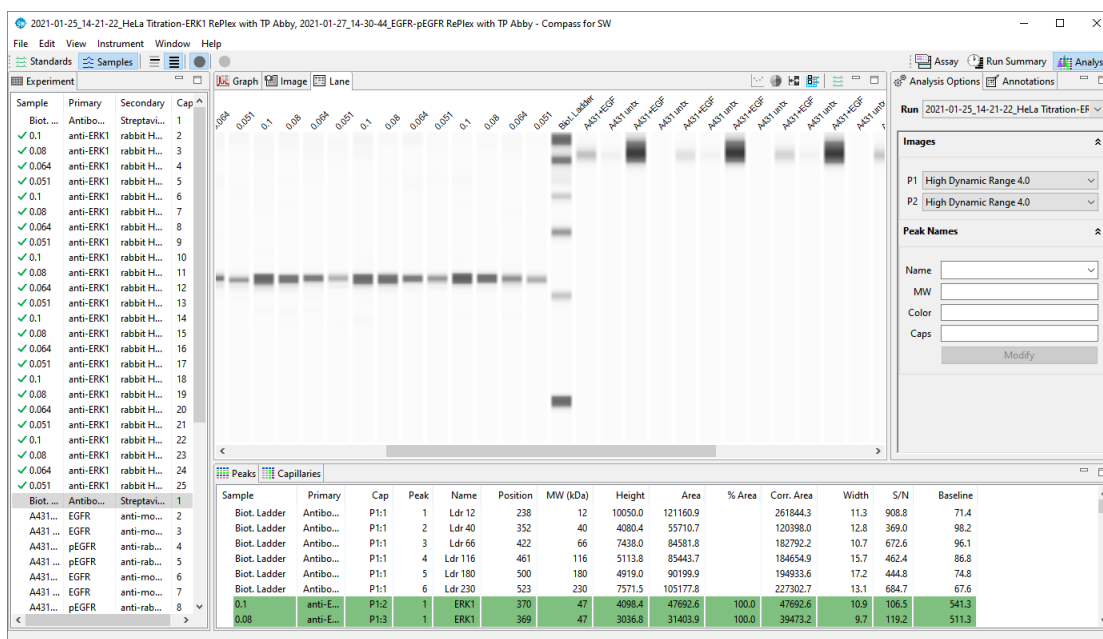 2021-01-25_14-21-22_HeLa Titration-ERK1 RePlex with TP Abby, 2021-01-27_14-30-44_EGFR-pEGFR RePlex with TP Abby - Compass for SW
File Edit View Instrument Window Help
Standards Samples Assay Run Summary Analys
Experiment
Sample Primary Secondary Cap
Biot. ... Antibo... Streptavi... 1
0.1 anti-ERK1 rabbit H... 2
0.08 anti-ERK1 rabbit H... 3
0.064 anti-ERK1 rabbit H... 4
0.051 anti-ERK1 rabbit H... 5
0.1 anti-ERK1 rabbit H... 6
0.08 anti-ERK1 rabbit H... 7
0.064 anti-ERK1 rabbit H... 8
0.051 anti-ERK1 rabbit H... 9
0.1 anti-ERK1 rabbit H... 10
0.08 anti-ERK1 rabbit H... 11
0.064 anti-ERK1 rabbit H... 12
0.051 anti-ERK1 rabbit H... 13
0.1 anti-ERK1 rabbit H... 14
0.08 anti-ERK1 rabbit H... 15
0.064 anti-ERK1 rabbit H... 16
0.051 anti-ERK1 rabbit H... 17
0.1 anti-ERK1 rabbit H... 18
0.08 anti-ERK1 rabbit H... 19
0.064 anti-ERK1 rabbit H... 20
0.051 anti-ERK1 rabbit H... 21
0.1 anti-ERK1 rabbit H... 22
0.08 anti-ERK1 rabbit H... 23
0.064 anti-ERK1 rabbit H... 24
0.051 anti-ERK1 rabbit H... 25
Biot. ... Antibo... Streptavi... 1
A431... EGFR anti-mo... 2
A431 ... EGFR anti-mo... 3
A431... pEGFR anti-rab... 4
A431 ... pEGFR anti-rab... 5
A431... EGFR anti-mo... 6
A431 ... EGFR anti-mo... 7
A431... pEGFR anti-rab... 8
Graph Image Lane
.064 0.051 0.1 0.08 0.064 0.051 0.1 0.08 0.064 0.051 0.1 0.08 0.064 0.051 Biot. Ladder A431+EGF A431 untx A431+EGF A431 untx A431+EGF A431 untx A431+EGF A431 untx A431+EGF A431 untx A431+EGF A431 untx
Analysis Options Annotations
Run 2021-01-25_14-21-22_HeLa Titration-ER
Images
P1 High Dynamic Range 4.0
P2 High Dynamic Range 4.0
Peak Names
Name
MW
Color
Caps
Modify
Peaks Capillaries
Sample Primary Cap Peak Name Position MW (kDa) Height Area % Area Corr. Area Width S/N Baseline
Biot. Ladder Antibo... P1:1 1 Ldr 12 238 12 10050.0 121160.9 261844.3 11.3 908.8 71.4
Biot. Ladder Antibo... P1:1 2 Ldr 40 352 40 4080.4 55710.7 120398.0 12.8 369.0 98.2
Biot. Ladder Antibo... P1:1 3 Ldr 66 422 66 7438.0 84581.8 182792.2 10.7 672.6 96.1
Biot. Ladder Antibo... P1:1 4 Ldr 116 461 116 5113.8 85443.7 184654.9 15.7 462.4 86.8
Biot. Ladder Antibo... P1:1 5 Ldr 180 500 180 4919.0 90199.9 194933.6 17.2 444.8 74.8
Biot. Ladder Antibo... P1:1 6 Ldr 230 523 230 7571.5 105177.8 227302.7 13.1 684.7 67.6
0.1 anti-E... P1:2 1 ERK1 370 47 4098.4 47692.6 100.0 47692.6 10.9 106.5 541.3
0.08 anti-E... P1:3 1 ERK1 369 47 3036.8 31403.9 100.0 39473.2 9.7 119.2 511.3